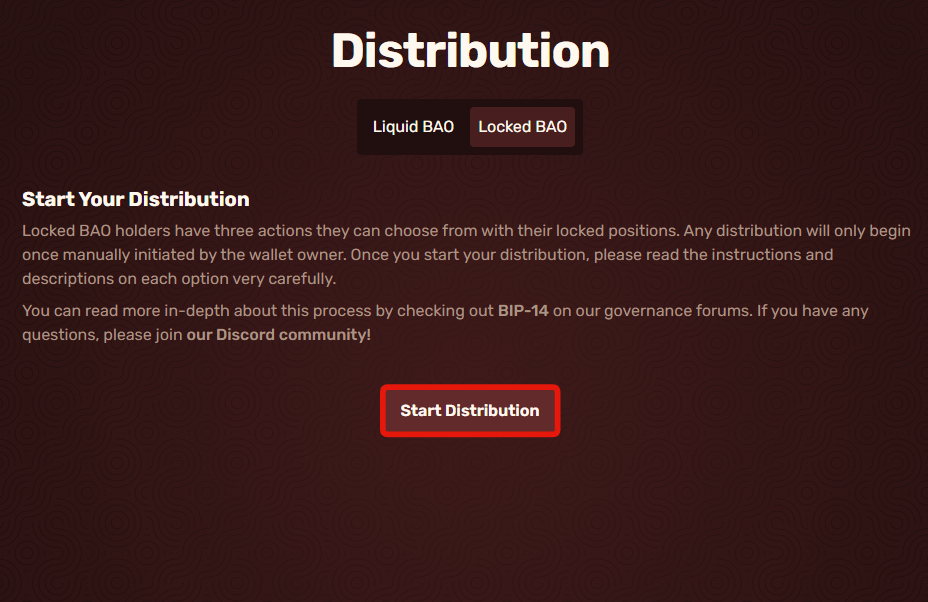 Distribution
Liquid BAO
Locked BAO
Start Your Distribution
Locked BAO holders have three actions they can choose from with their locked positions. Any distribution will only begin
once manually initiated by the wallet owner. Once you start your distribution, please read the instructions and
descriptions on each option very carefully.
You can read more in-depth about this process by checking out BIP-14 on our governance forums. If you have any
questions, please join our Discord community!
Start Distribution